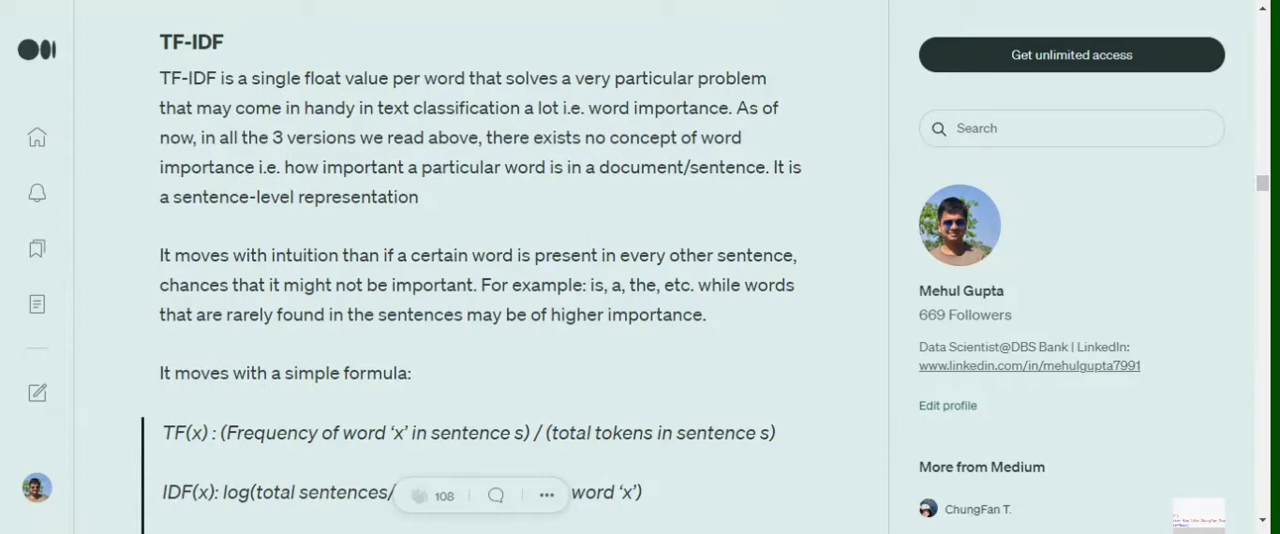 TF-IDF
TF-IDF is a single float value per word that solves a very particular problem
that may come in handy in text classification a lot i.e. word importance. As of
now, in all the 3 versions we read above, there exists no concept of word
importance i.e. how important a particular word is in a document/sentence. It is
a sentence-level representation
It moves with intuition than if a certain word is present in every other sentence,
chances that it might not be important. For example: is, a, the, etc. while words
that are rarely found in the sentences may be of higher importance.
It moves with a simple formula:
TF(x) : (Frequency of word ‘x’ in sentence s) / (total tokens in sentence s)
IDF(x): log(total sentences/ word ‘x’)
108
Get unlimited access
Search
Mehul Gupta
669 Followers
Data Scientist@DBS Bank | LinkedIn:
www.linkedin.com/in/mehulgupta7991
Edit profile
More from Medium
ChungFan T.